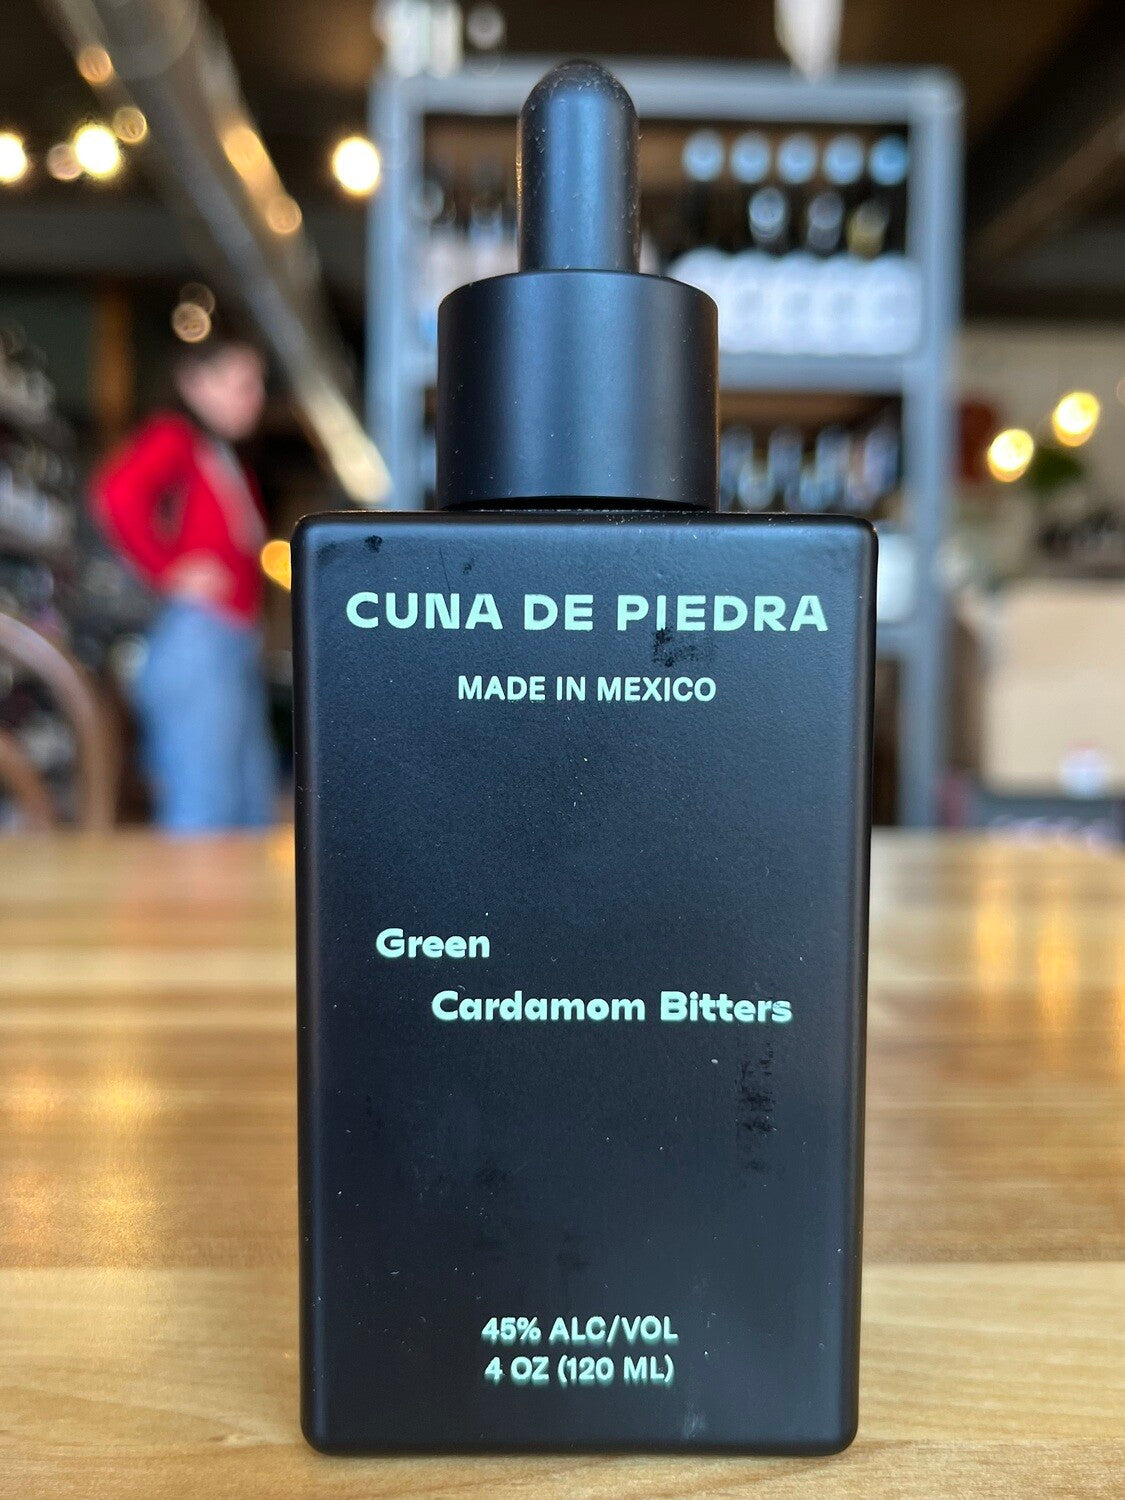 CUNA DE PIEDRA
MADE IN MEXICO
Green
Cardamom Bitters
45% ALC/VOL
4 OZ (120 ML)